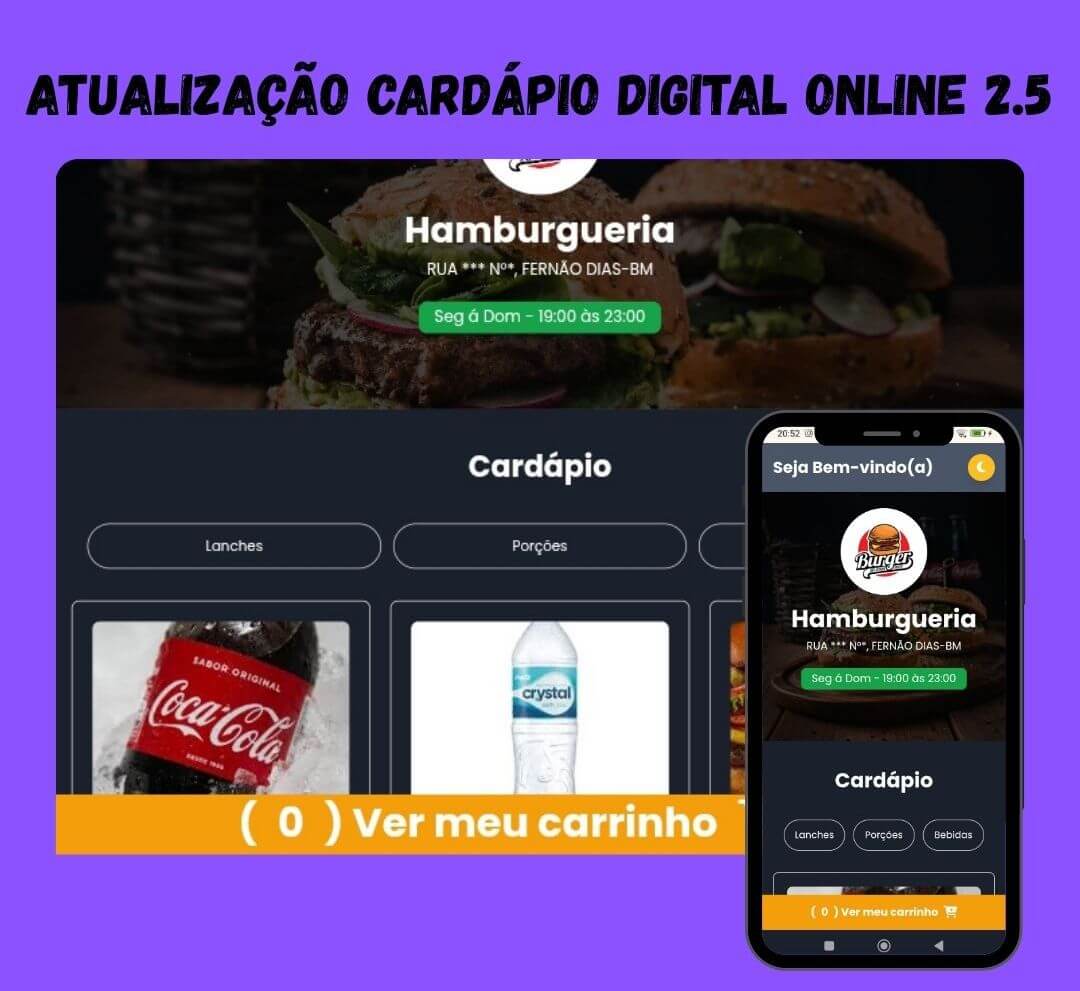 ATUALIZAÇÃO CARDÁPIO DIGITAL ONLINE 2.5
Hamburgueria
RUA *** Nº*, FERNÃO DIAS-BM
Seg á Dom - 19:00 às 23:00
Cardápio
Lanches
Porções
SABOR ORIGINAL
Coca-Cola
DESDE 1886
crystal
( 0 ) Ver meu carrinho
20:52
Seja Bem-vindo(a)
Burger
Hamburgueria
RUA *** Nº*, FERNÃO DIAS-BM
Seg á Dom - 19:00 às 23:00
Cardápio
Lanches
Porções
Bebidas
( 0 ) Ver meu carrinho